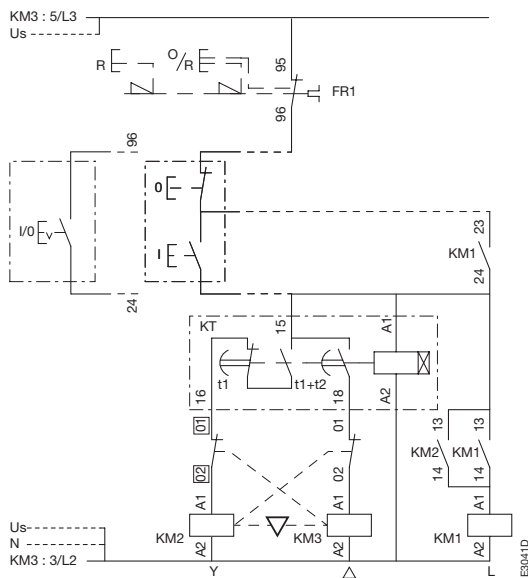 KM3 : 5/L3
Us
R
O/R
95
FR1
96
96
0
I/0
I
23
KM1
24
24
KT
15
A1
t1
t1+t2
A2
16
18
01
01
13
13
KM2
KM1
02
02
14
14
A1
A1
A1
Us
N
KM2
KM3
KM1
A2
A2
A2
KM3 : 3/L2
Y
L
E3041D